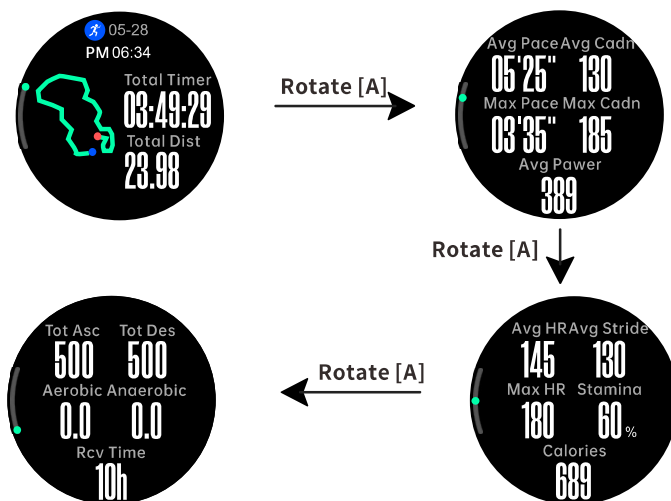 05-28
PM 06:34
Total Timer
03:49:29
Total Dist
23.98
Rotate [A]
Avg Pace Avg Cadn
05'25" 130
Max Pace Max Cadn
03'35" 185
Avg Pawer
389
Rotate [A]
Avg HR Avg Stride
145 130
Max HR Stamina
180 60 %
Calories
689
Rotate [A]
Tot Asc Tot Des
500 500
Aerobic Anaerobic
0.0 0.0
Rcv Time
10h